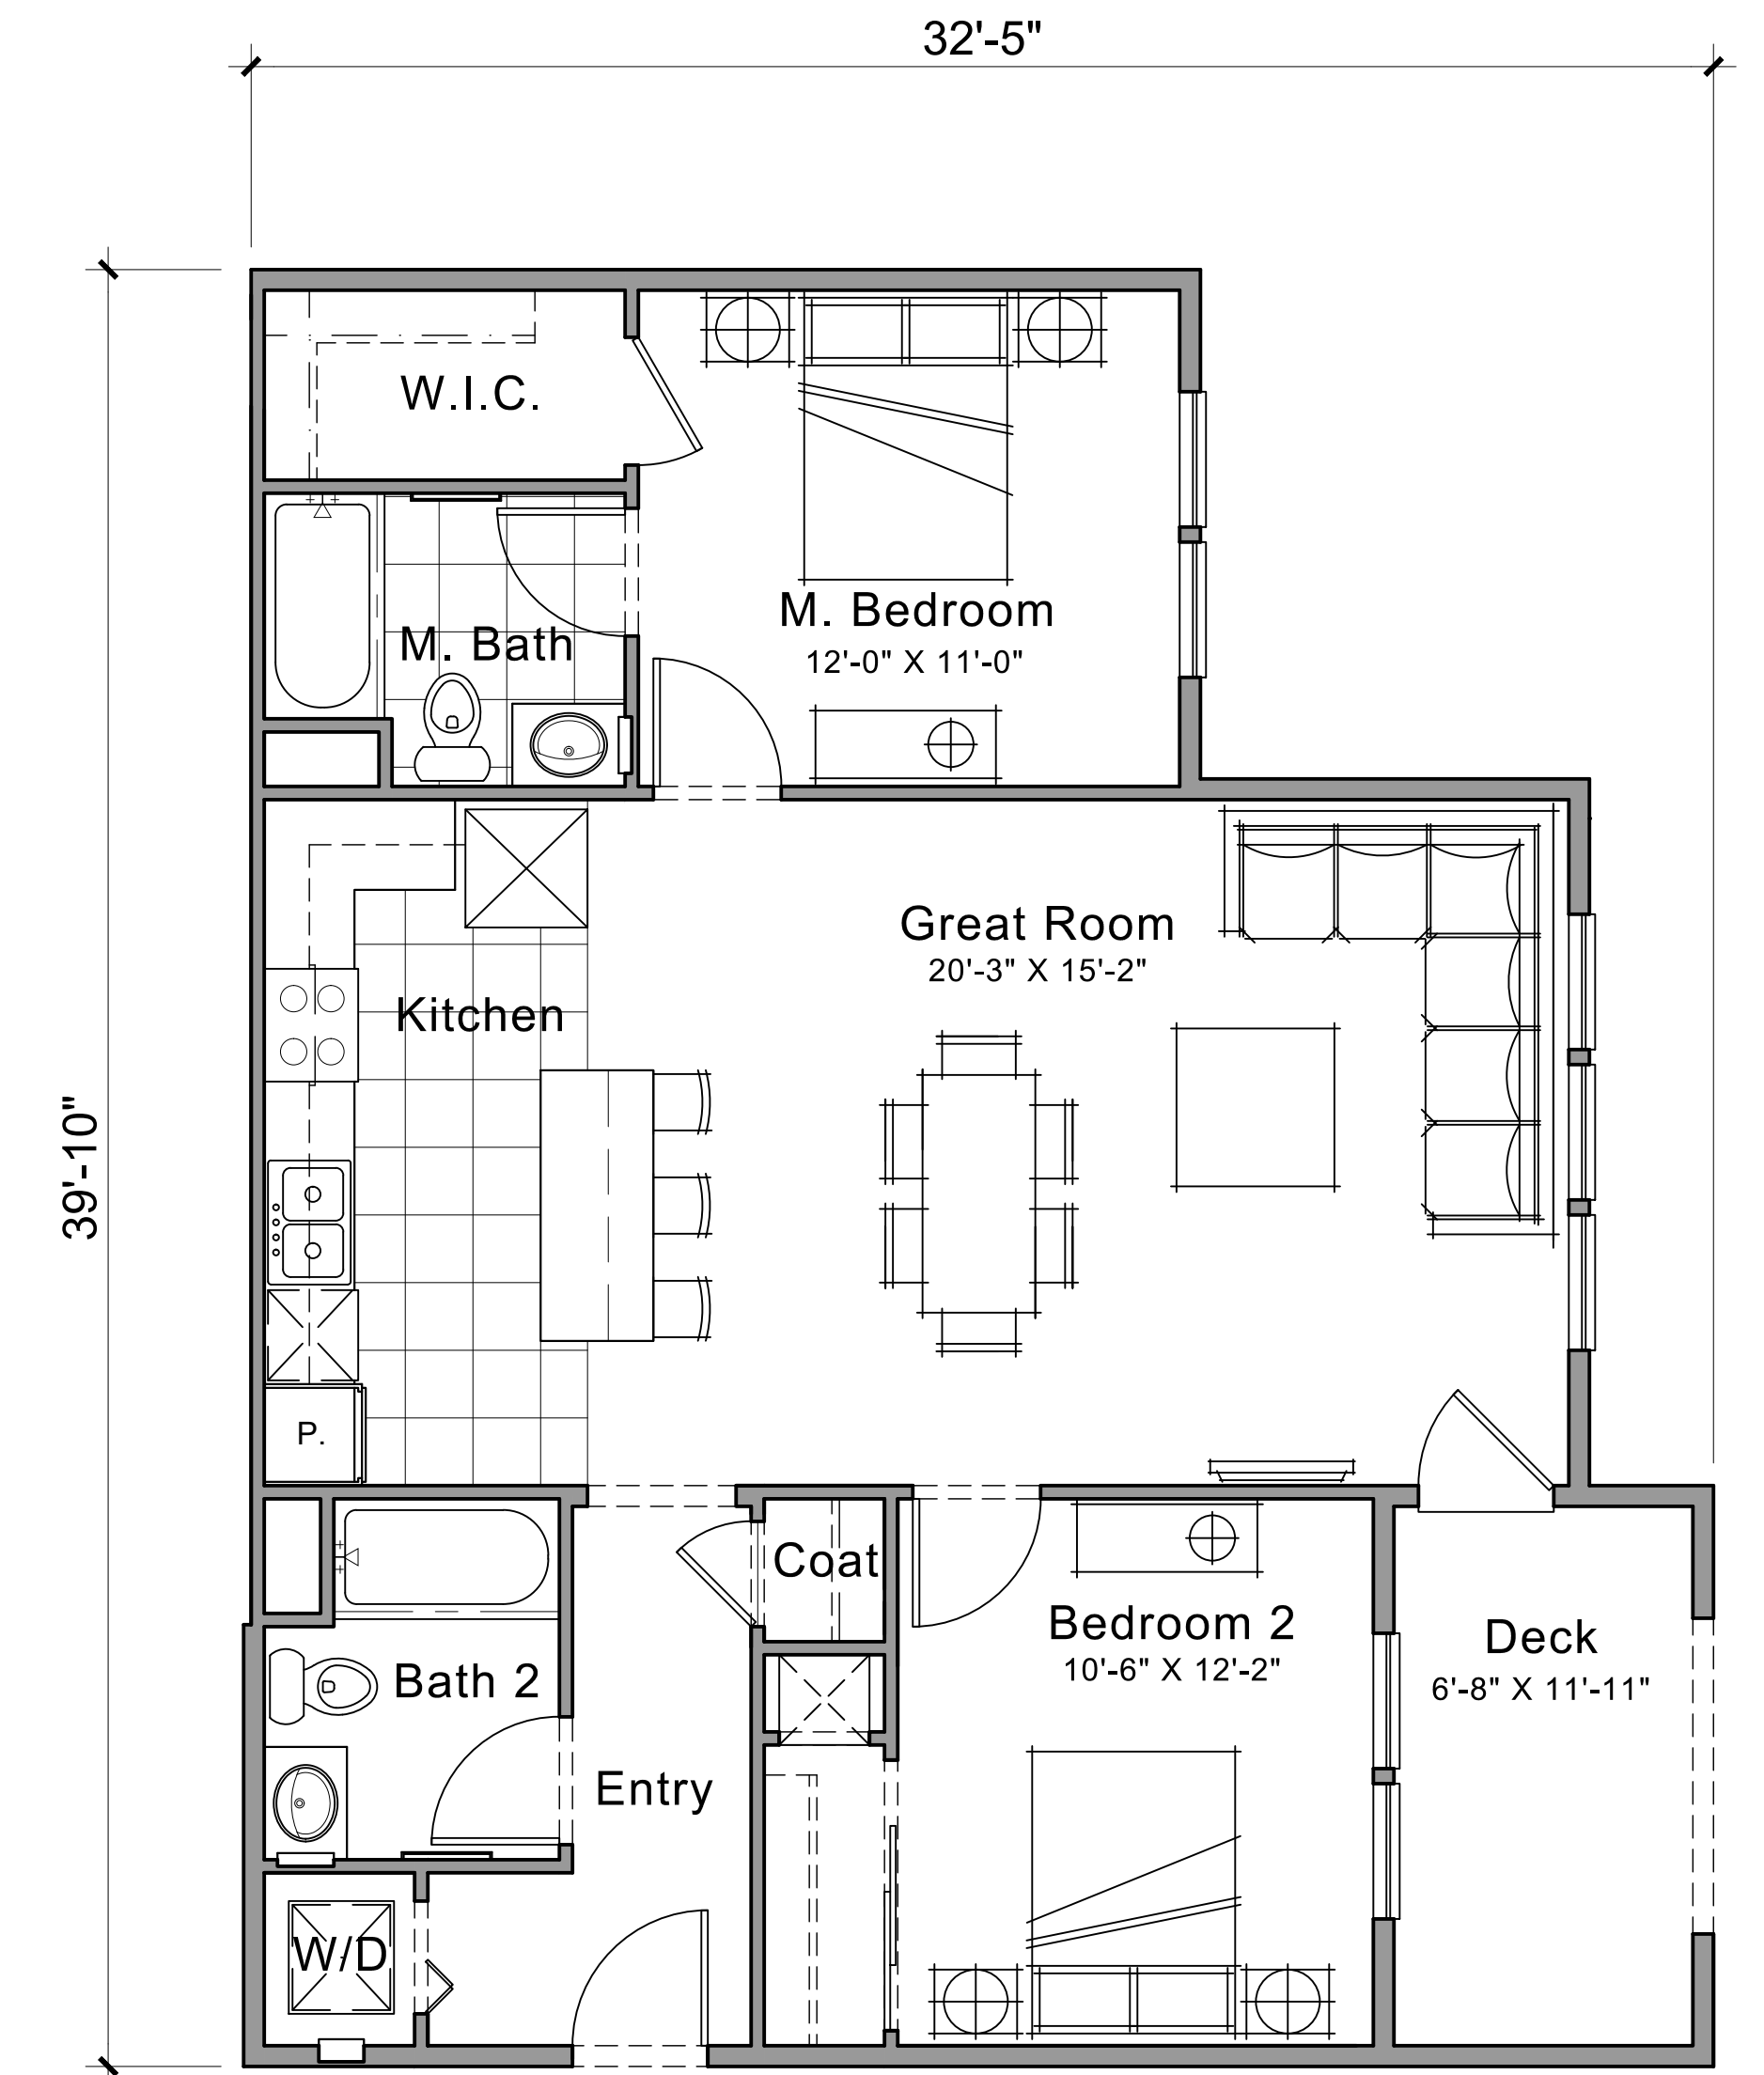 32'-5"
W.I.C.
M. Bedroom
12'-0" X 11'-0"
M. Bath
Great Room
20'-3" X 15'-2"
Kitchen
39'-10"
P.
Coat
Bedroom 2
10'-6" X 12'-2"
Deck
6'-8" X 11'-11"
Bath 2
Entry
W/D